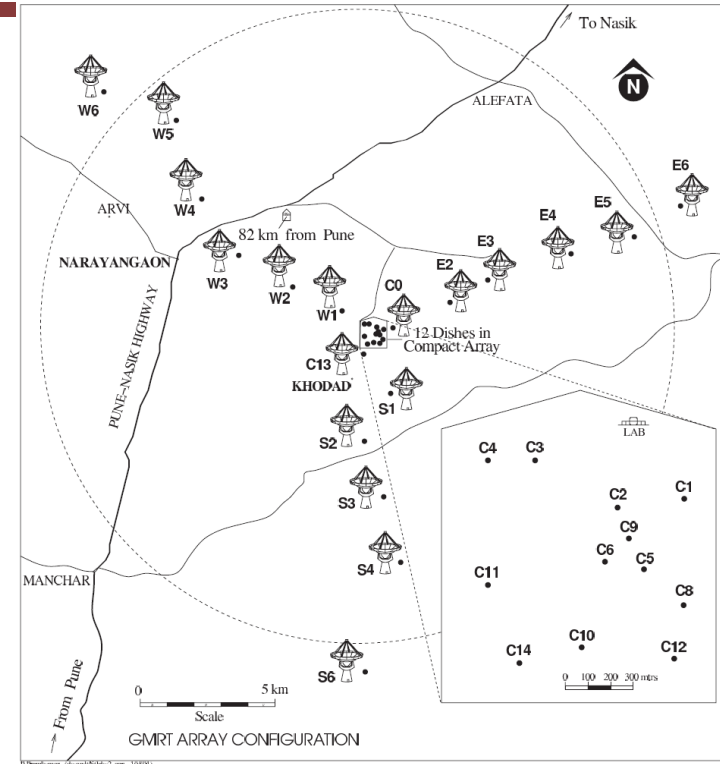 To Nasik
N
ALEFATA
W6
W5
W4
ARVI
82 km from Pune
NARAYANGAON
W3
W2
W1
E6
E5
E4
E3
E2
C0
12 Dishes in
Compact Array
C13
KHODAD
S1
S2
S3
S4
S6
PUNE-NASIK HIGHWAY
MANCHAR
From Pune
LAB
C4
C3
C1
C2
C9
C6
C5
C11
C8
C10
C14
C12
0 100 200 300 mtrs
0 5 km
Scale
GMRT ARRAY CONFIGURATION